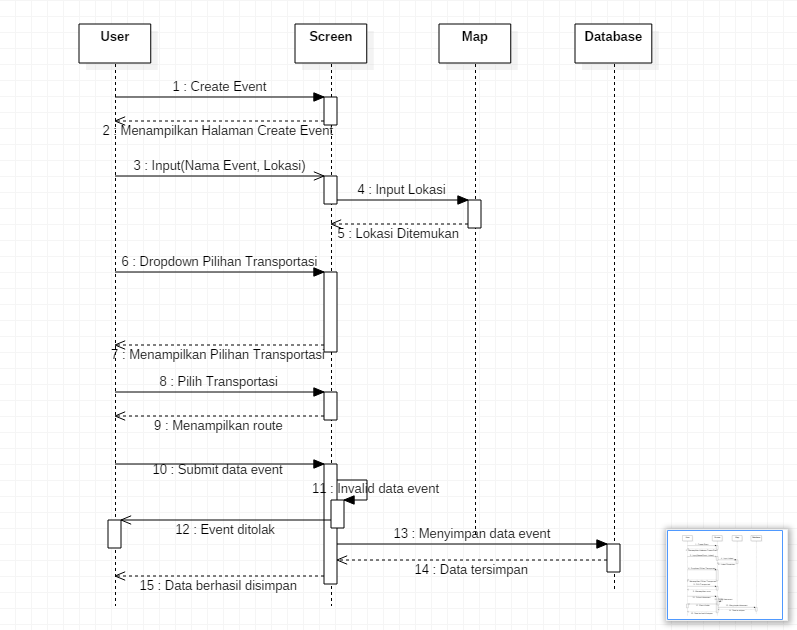 User
Screen
Map
Database
1 : Create Event
2 : Menampilkan Halaman Create Event
3 : Input(Nama Event, Lokasi)
4 : Input Lokasi
5 : Lokasi Ditemukan
6 : Dropdown Pilihan Transportasi
7 : Menampilkan Pilihan Transportasi
8 : Pilih Transportasi
9 : Menampilkan route
10 : Submit data event
11 : Invalid data event
12 : Event ditolak
13 : Menyimpan data event
14 : Data tersimpan
15 : Data berhasil disimpan